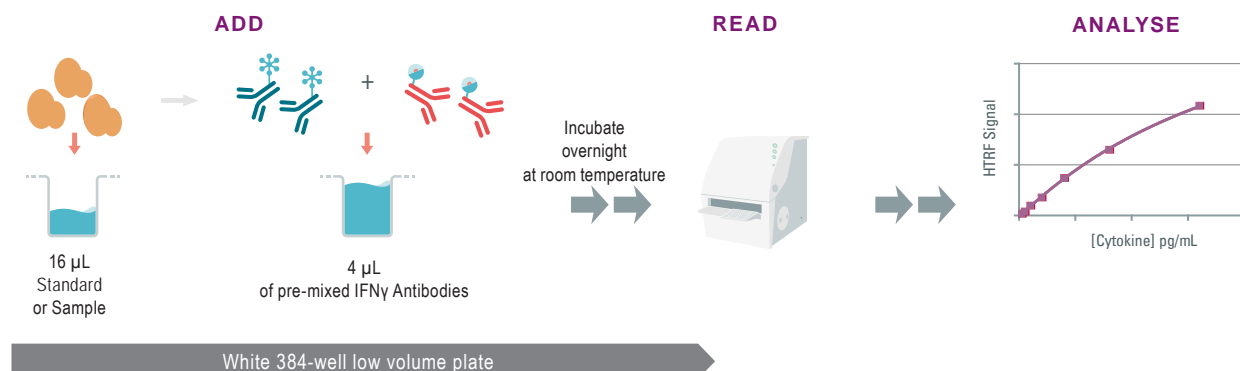 ADD
READ
ANALYSE
+
Incubate
overnight
at room temperature
HTRF Signal
[Cytokine] pg/mL
16 µL
Standard
or Sample
4 µL
of pre-mixed IFNγ Antibodies
White 384-well low volume plate